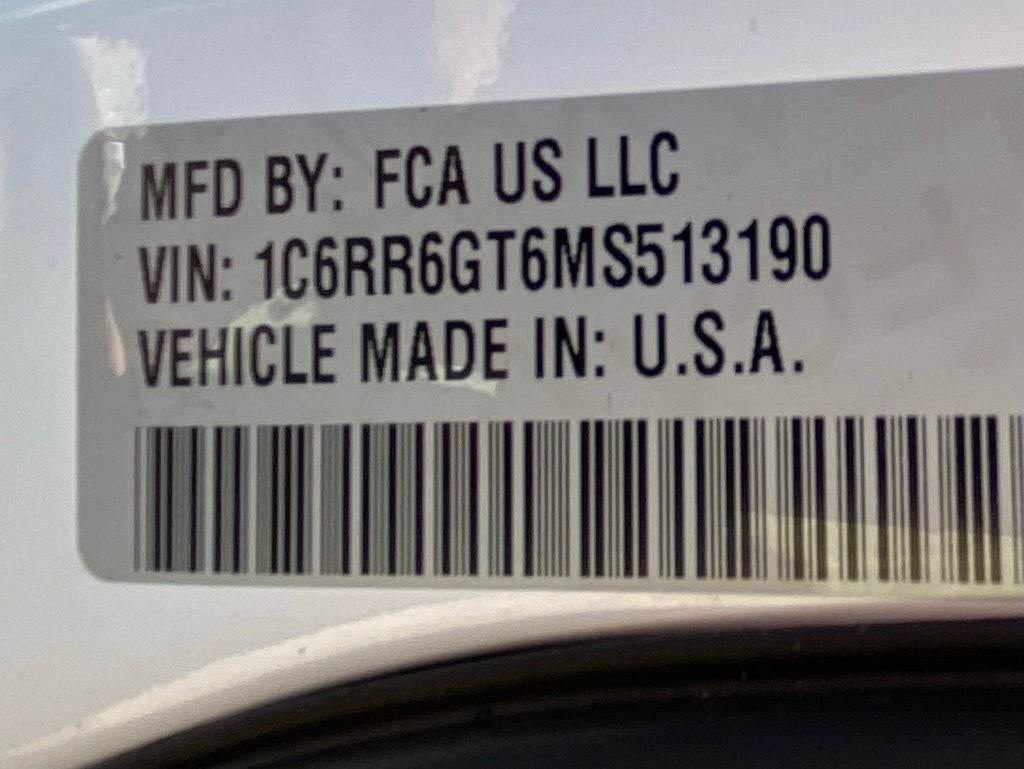 MFD BY: FCA US LLC
VIN: 1C6RR6GT6MS513190
VEHICLE MADE IN: U.S.A.